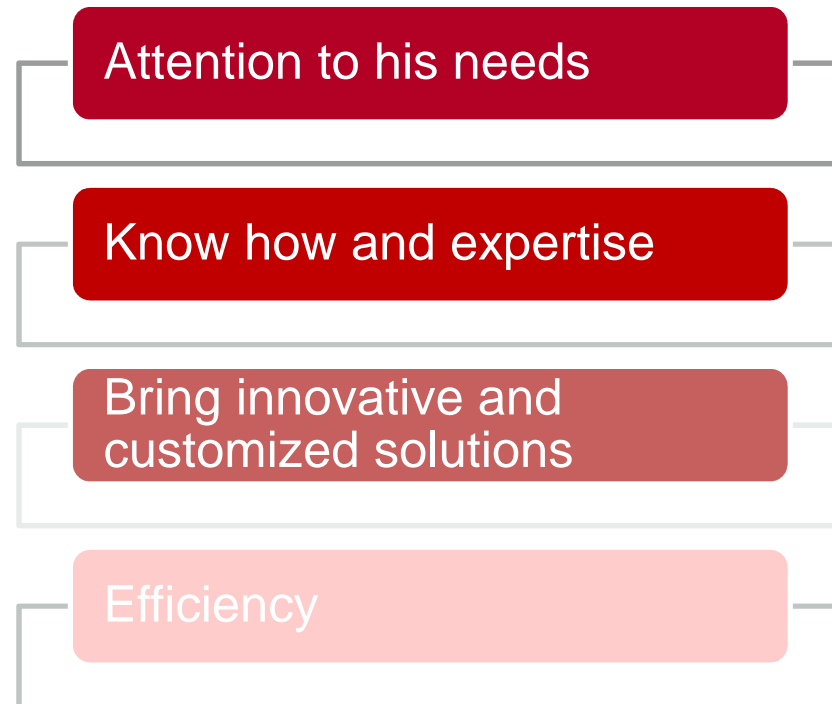 Attention to his needs
Know how and expertise
Bring innovative and
customized solutions
Efficiency